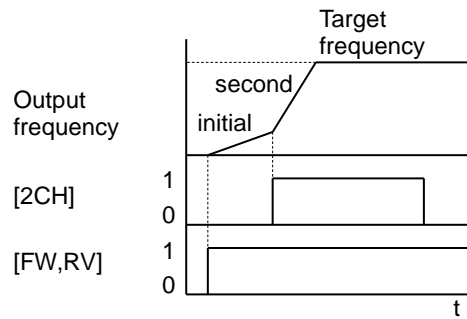 Target
frequency
second
Output
frequency
initial
1
[2CH]
0
1
[FW,RV]
0
t